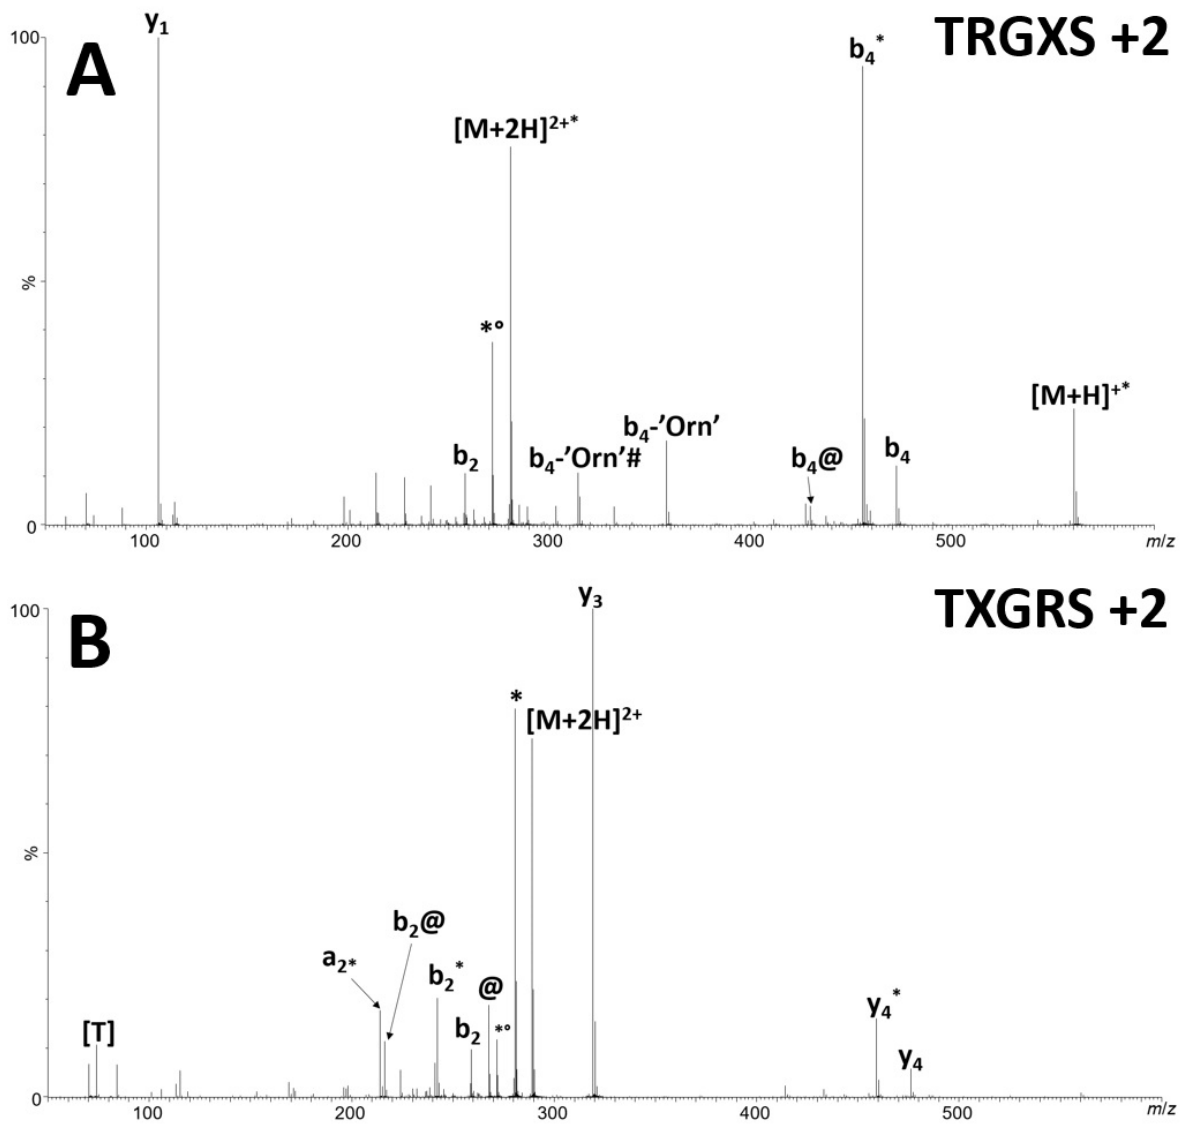 A
TRGXS +2
100
%
0
y₁
[M+2H]²⁺*
*°
b₂
b₄-'Orn'#
b₄-'Orn'
b₄@
b₄*
b₄
[M+H]⁺*
100 200 300 400 500 m/z
B
TXGRS +2
100
%
0
[T]
a₂*
b₂@
b₂*
b₂
@
*°
*
[M+2H]²⁺
y₃
y₄*
y₄
100 200 300 400 500 m/z